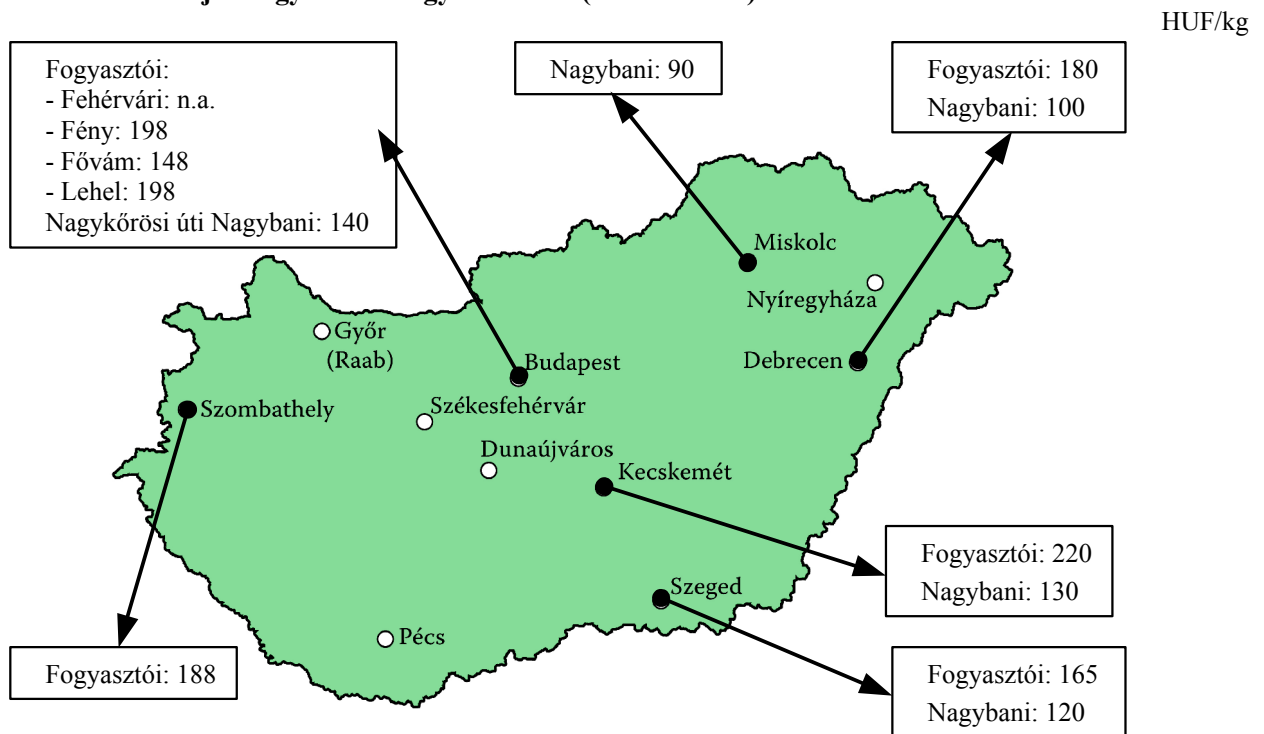 HUF/kg
Fogyasztói:
- Fehérvári: n.a.
- Fény: 198
- Fővám: 148
- Lehel: 198
Nagykőrösi úti Nagybani: 140
Nagybani: 90
Fogyasztói: 180
Nagybani: 100
Miskolc
Nyíregyháza
Győr
(Raab)
Budapest
Debrecen
Szombathely
Székesfehérvár
Dunaújváros
Kecskemét
Fogyasztói: 220
Nagybani: 130
Szeged
Pécs
Fogyasztói: 188
Fogyasztói: 165
Nagybani: 120